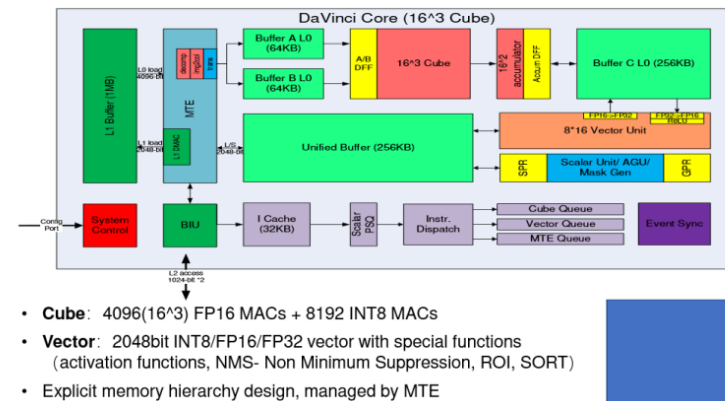 DaVinci Core (16^3 Cube)
L1 Buffer (1MB)
L0 load
4096-bit
decomp
img2col
trans
MTE
L1 load
2048-bit
L1 DMAC
Buffer A L0
(64KB)
Buffer B L0
(64KB)
A/B
DFF
16^3 Cube
16^2
accumulator
Accum DFF
Buffer C L0 (256KB)
FP16->FP32
FP32->FP16
ReLU
L/S
2048-bit
Unified Buffer (256KB)
8*16 Vector Unit
SPR
Scalar Unit/ AGU/
Mask Gen
GPR
Config
Port
System
Control
BIU
I Cache
(32KB)
Scalar
PSQ
Instr.
Dispatch
Cube Queue
Vector Queue
MTE Queue
Event Sync
L2 access
1024-bit *2
• Cube: 4096(16^3) FP16 MACs + 8192 INT8 MACs
• Vector: 2048bit INT8/FP16/FP32 vector with special functions
(activation functions, NMS- Non Minimum Suppression, ROI, SORT)
• Explicit memory hierarchy design, managed by MTE